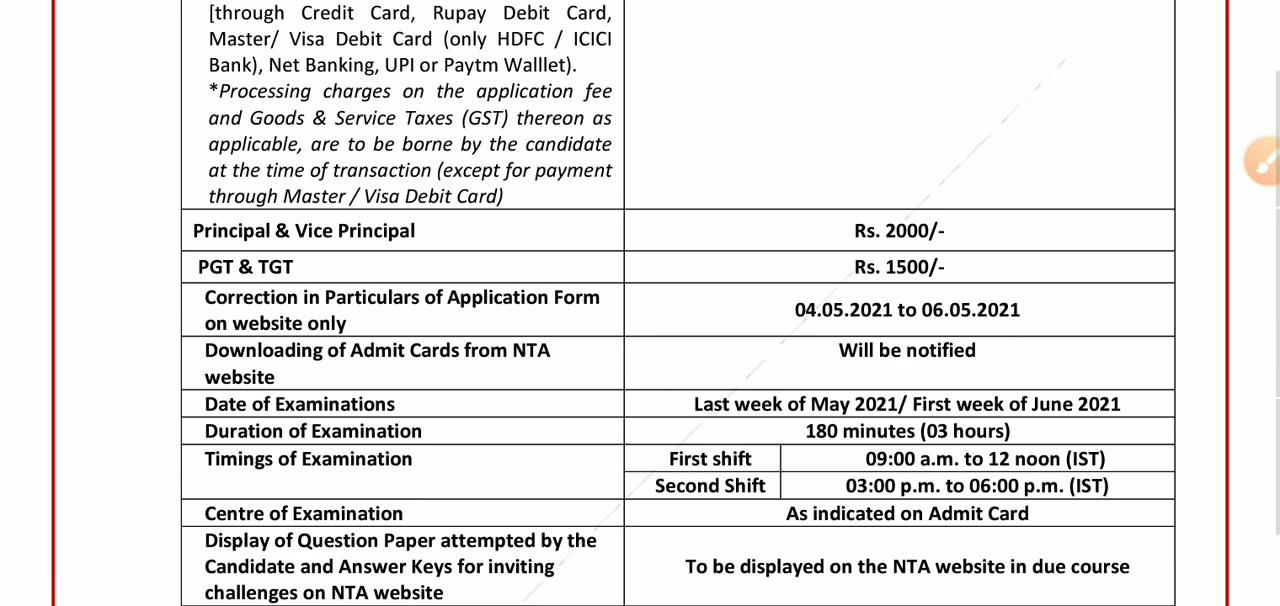 [through Credit Card, Rupay Debit Card,
Master/ Visa Debit Card (only HDFC / ICICI
Bank), Net Banking, UPI or Paytm Walllet).
*Processing charges on the application fee
and Goods & Service Taxes (GST) thereon as
applicable, are to be borne by the candidate
at the time of transaction (except for payment
through Master / Visa Debit Card)
Principal & Vice Principal
Rs. 2000/-
PGT & TGT
Rs. 1500/-
Correction in Particulars of Application Form
on website only
04.05.2021 to 06.05.2021
Downloading of Admit Cards from NTA
website
Will be notified
Date of Examinations
Last week of May 2021/ First week of June 2021
Duration of Examination
180 minutes (03 hours)
Timings of Examination
First shift
09:00 a.m. to 12 noon (IST)
Second Shift
03:00 p.m. to 06:00 p.m. (IST)
Centre of Examination
As indicated on Admit Card
Display of Question Paper attempted by the
Candidate and Answer Keys for inviting
challenges on NTA website
To be displayed on the NTA website in due course